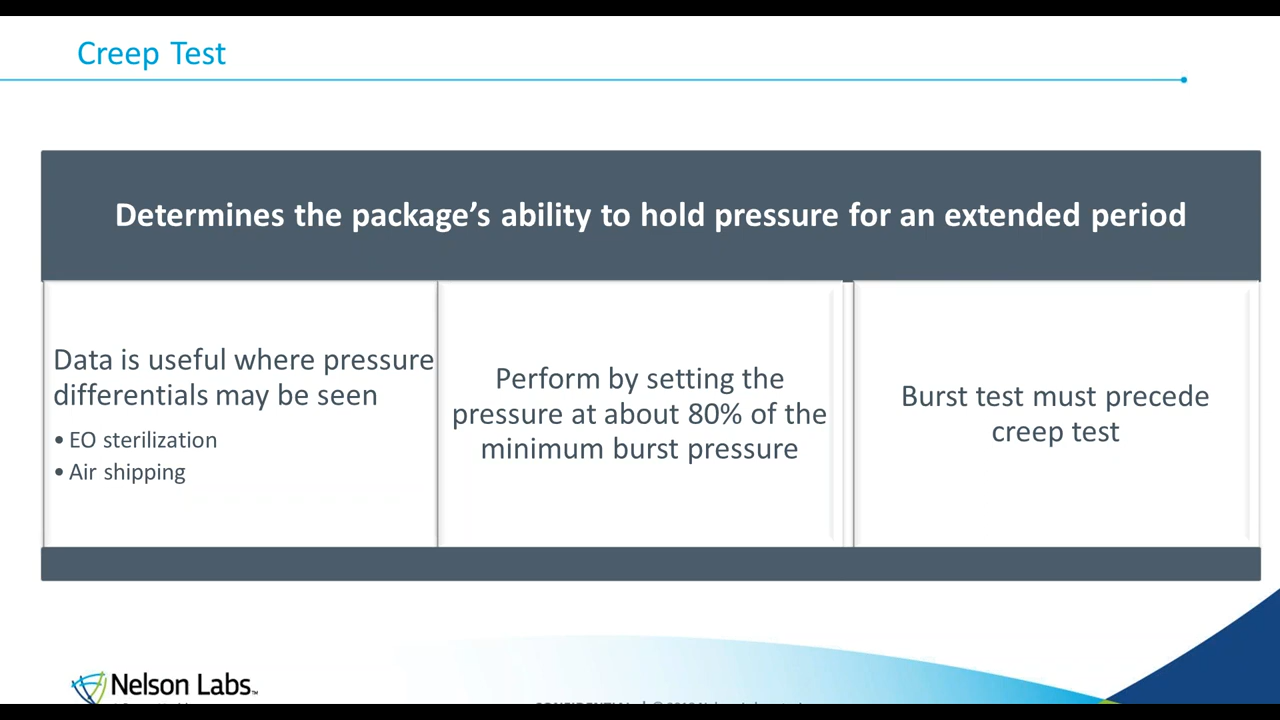 Creep Test
Determines the package’s ability to hold pressure for an extended period
Data is useful where pressure
differentials may be seen
• EO sterilization
• Air shipping
Perform by setting the
pressure at about 80% of the
minimum burst pressure
Burst test must precede
creep test
Nelson Labs™